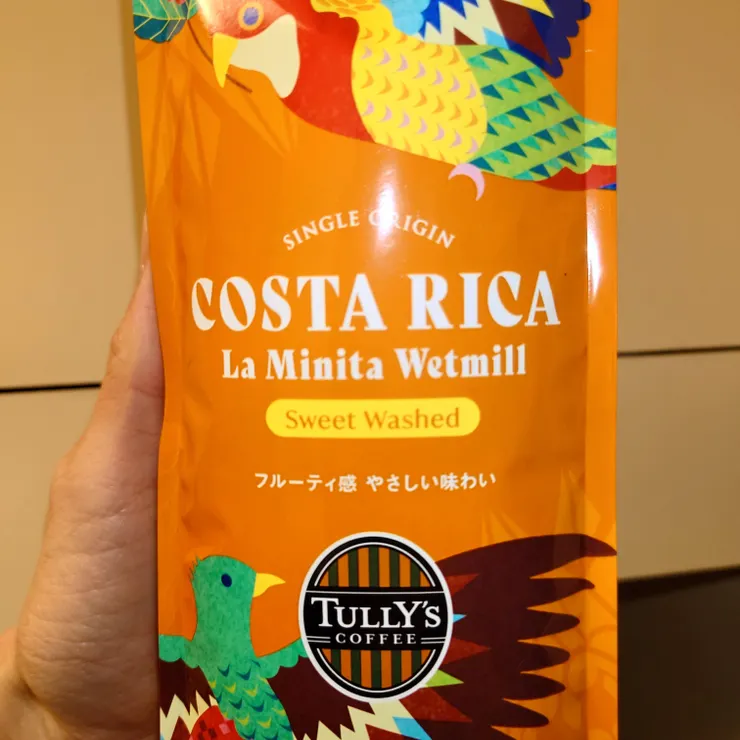 SINGLE ORIGIN
COSTA RICA
La Minita Wetmill
Sweet Washed
フルーティ感 やさしい味わい
TULLY'S
COFFEE